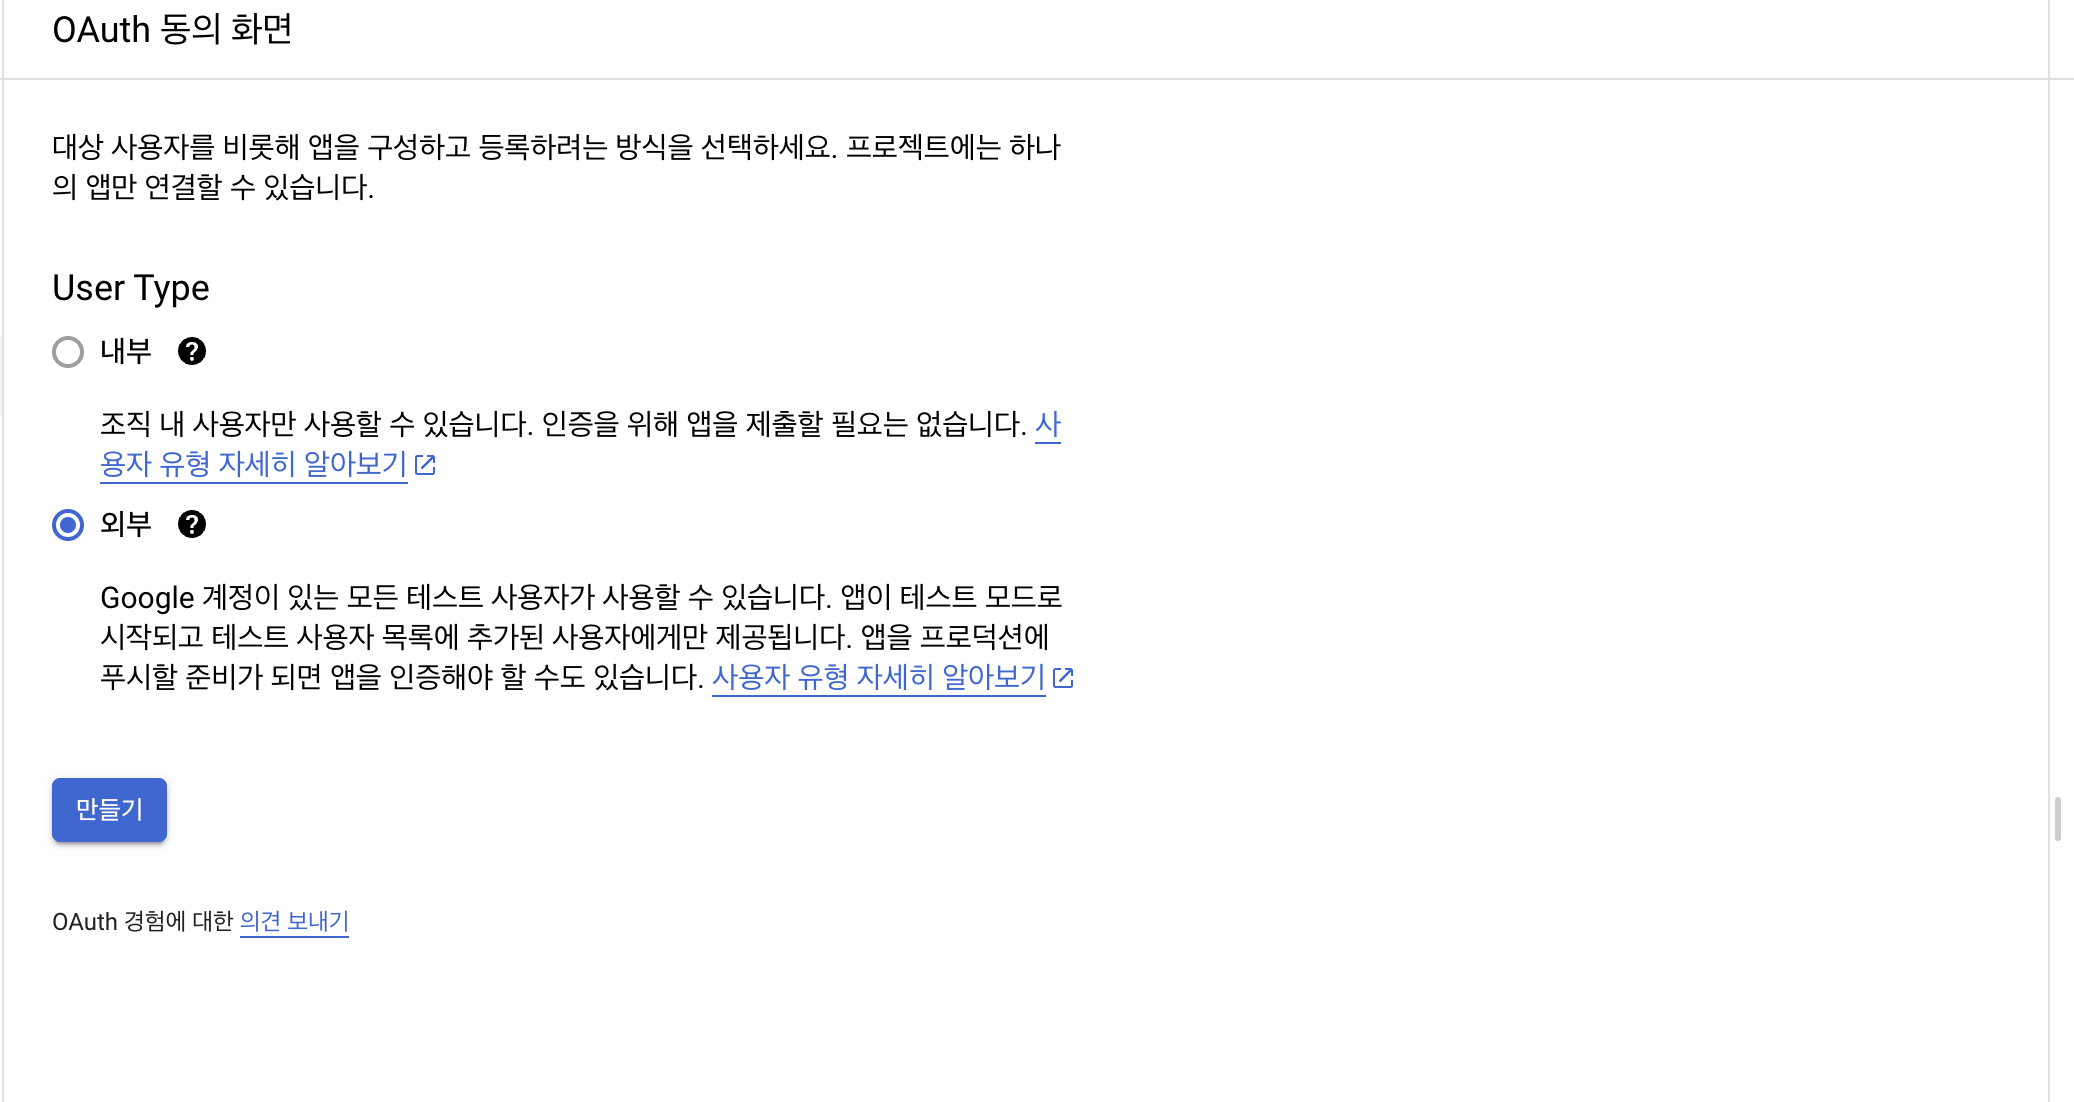 OAuth 동의 화면
대상 사용자를 비롯해 앱을 구성하고 등록하려는 방식을 선택하세요. 프로젝트에는 하나
의 앱만 연결할 수 있습니다.
User Type
내부
조직 내 사용자만 사용할 수 있습니다. 인증을 위해 앱을 제출할 필요는 없습니다. 사
용자 유형 자세히 알아보기
외부
Google 계정이 있는 모든 테스트 사용자가 사용할 수 있습니다. 앱이 테스트 모드로
시작되고 테스트 사용자 목록에 추가된 사용자에게만 제공됩니다. 앱을 프로덕션에
푸시할 준비가 되면 앱을 인증해야 할 수도 있습니다. 사용자 유형 자세히 알아보기
만들기
OAuth 경험에 대한 의견 보내기